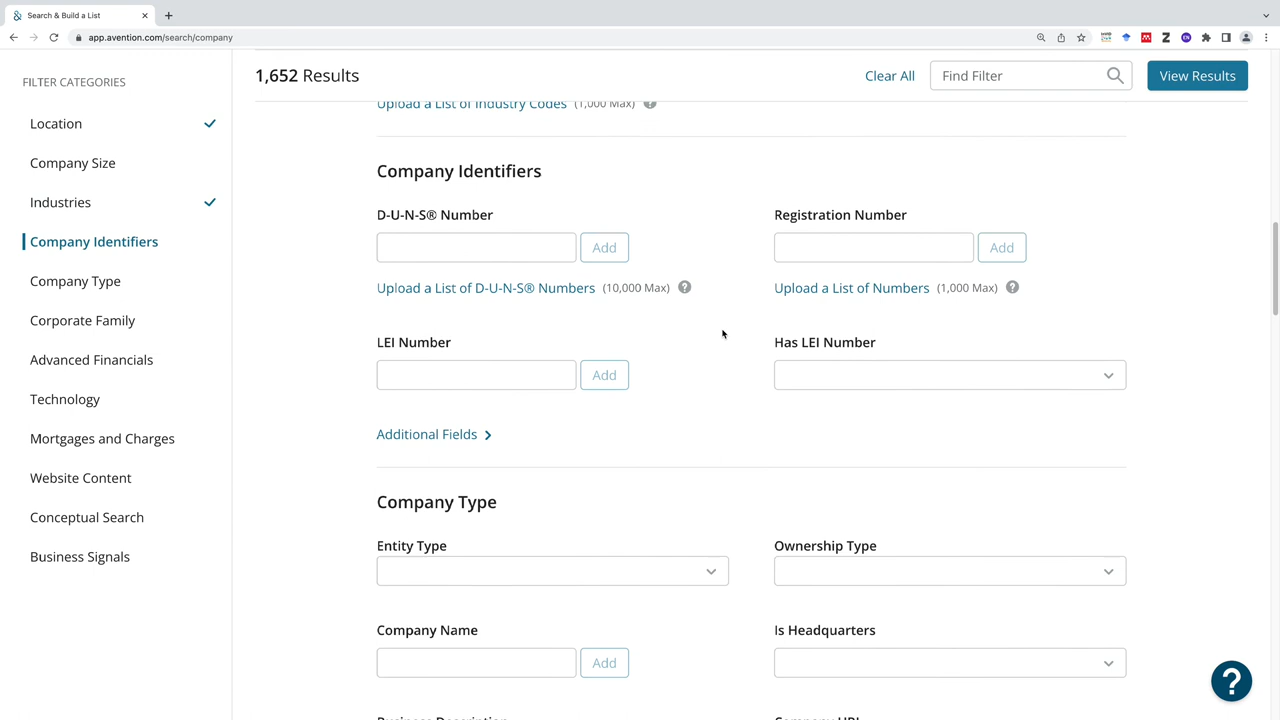 Search & Build a List
app.avention.com/search/company
FILTER CATEGORIES
Location
Company Size
Industries
Company Identifiers
Company Type
Corporate Family
Advanced Financials
Technology
Mortgages and Charges
Website Content
Conceptual Search
Business Signals
1,652 Results
Clear All
Find Filter
View Results
Upload a List of Industry Codes (1,000 Max) ?
Company Identifiers
D-U-N-S® Number
Add
Upload a List of D-U-N-S® Numbers (10,000 Max) ?
Registration Number
Add
Upload a List of Numbers (1,000 Max) ?
LEI Number
Add
Has LEI Number
Additional Fields
Company Type
Entity Type
Ownership Type
Company Name
Add
Is Headquarters
Business Description
Company URL
?